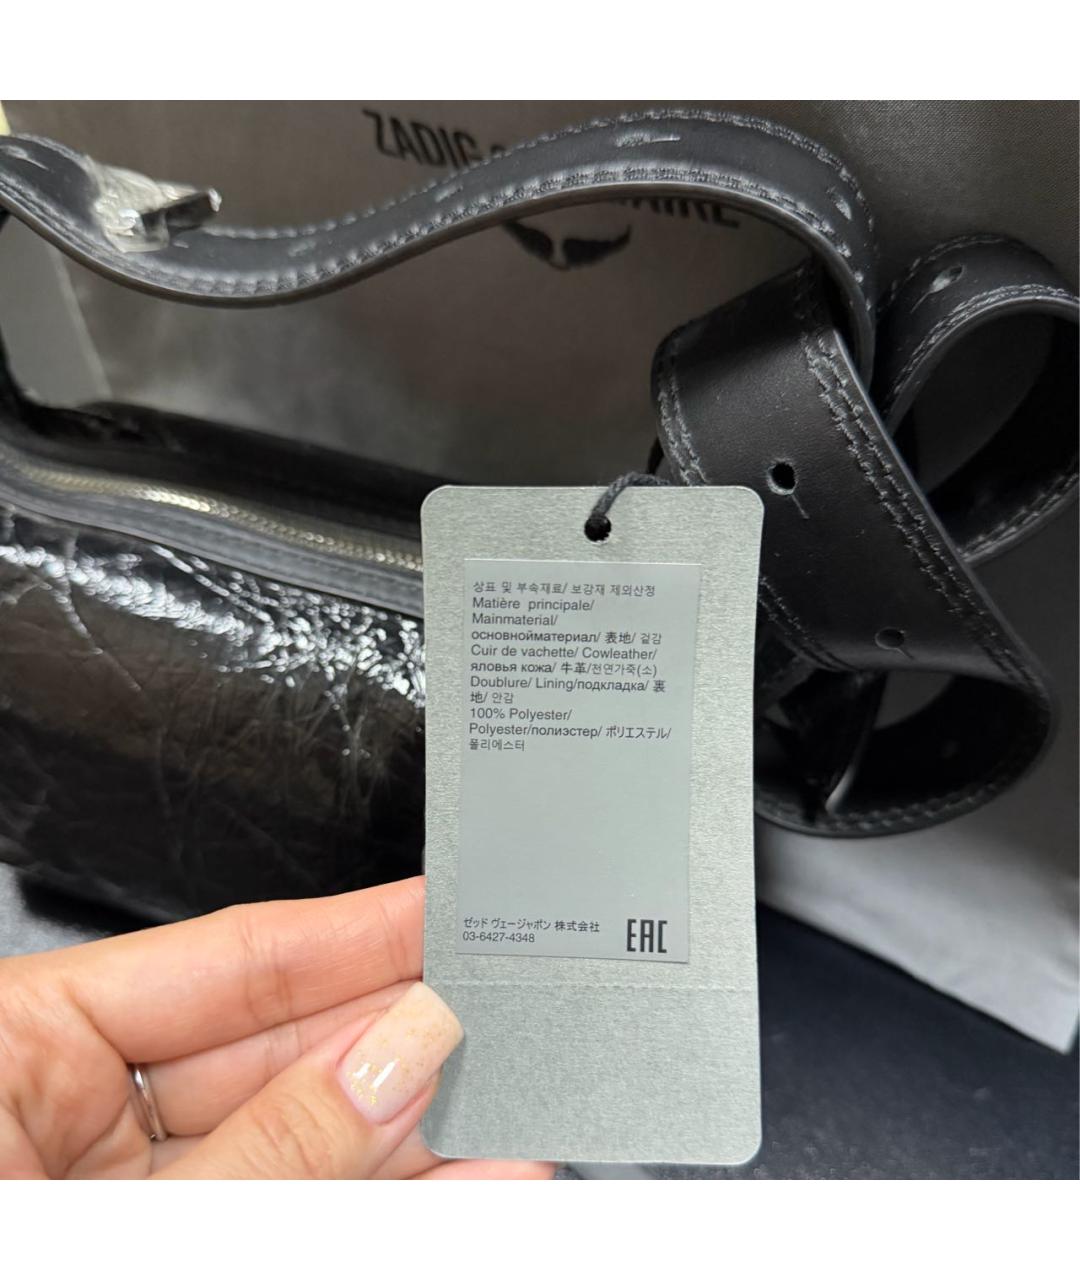 ZADIG
AIRE
상표 및 부속재료/ 보강재 제외산정
Matière principale/
Mainmaterial/
основнойматериал/ 表地/ 겉감
Cuir de vachette/ Cowleather/
яловья кожа/ 牛革/천연가죽(소)
Doublure/ Lining/подкладка/ 裏
地/ 안감
100% Polyester/
Polyester/полиэстер/ ポリエステル/
폴리에스터
ゼッド ヴェージャポン 株式会社
03-6427-4348
EAC